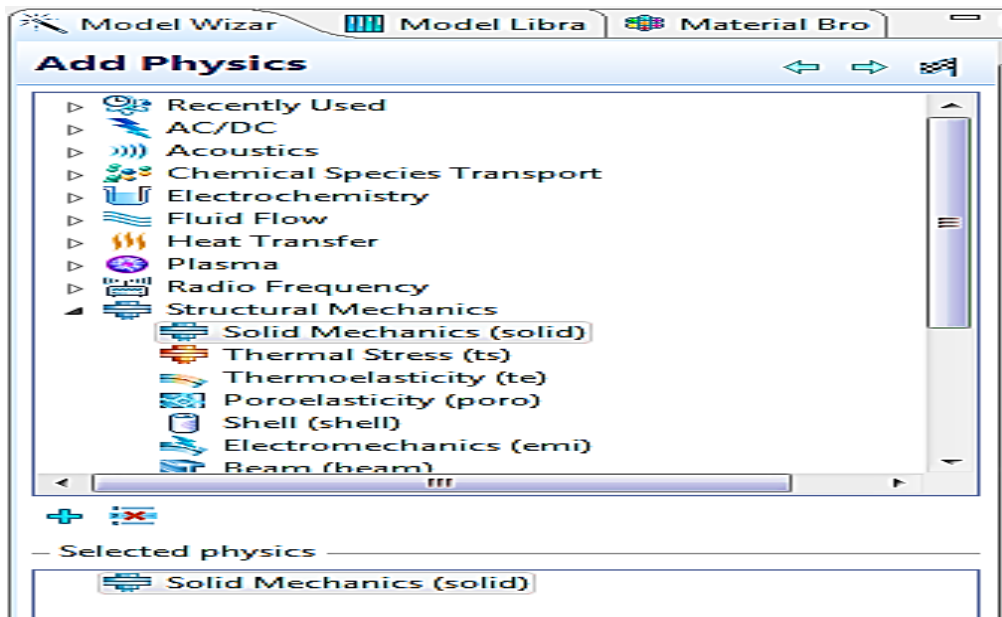 Model Wizar Model Libra Material Bro
Add Physics
Recently Used
AC/DC
Acoustics
Chemical Species Transport
Electrochemistry
Fluid Flow
Heat Transfer
Plasma
Radio Frequency
Structural Mechanics
Solid Mechanics (solid)
Thermal Stress (ts)
Thermoelasticity (te)
Poroelasticity (poro)
Shell (shell)
Electromechanics (emi)
Beam (beam)
Selected physics
Solid Mechanics (solid)